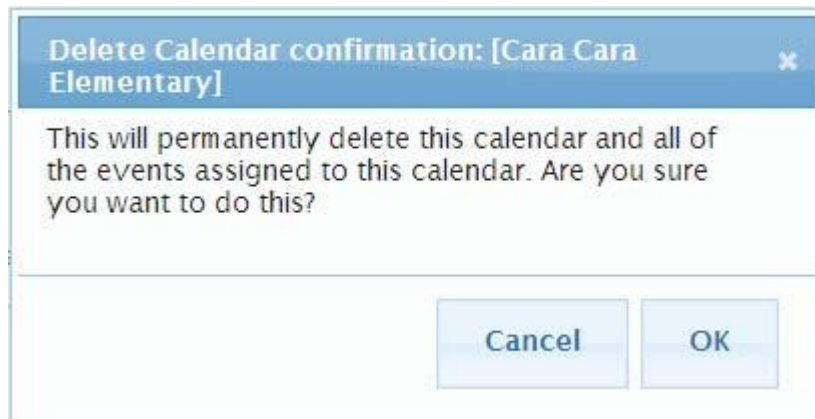 Delete Calendar confirmation: [Cara Cara
Elementary]
This will permanently delete this calendar and all of
the events assigned to this calendar. Are you sure
you want to do this?
Cancel OK